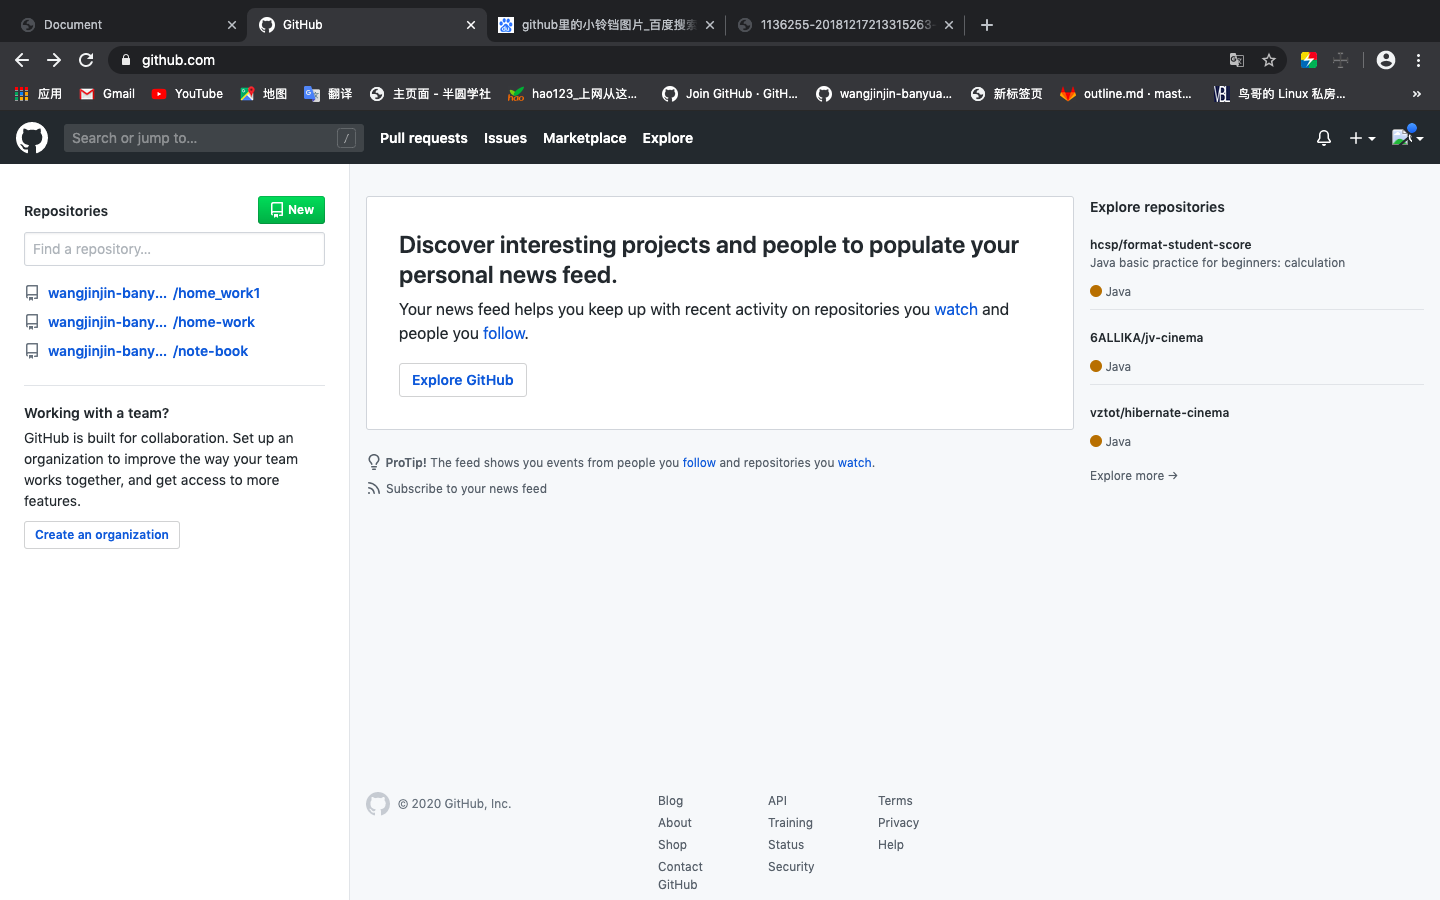 Document
GitHub
github里的小铃铛图片_百度搜索
1136255-20181217213315263-
github.com
应用
Gmail
YouTube
地图
翻译
主页面 - 半圆学社
hao123_上网从这...
Join GitHub · GitH...
wangjinjin-banyua...
新标签页
outline.md · mast...
鸟哥的 Linux 私房...
Search or jump to...
/
Pull requests
Issues
Marketplace
Explore
Repositories
New
Find a repository...
wangjinjin-bany... /home_work1
wangjinjin-bany... /home-work
wangjinjin-bany... /note-book
Working with a team?
GitHub is built for collaboration. Set up an
organization to improve the way your team
works together, and get access to more
features.
Create an organization
Discover interesting projects and people to populate your
personal news feed.
Your news feed helps you keep up with recent activity on repositories you watch and
people you follow.
Explore GitHub
ProTip! The feed shows you events from people you follow and repositories you watch.
Subscribe to your news feed
Explore repositories
hcsp/format-student-score
Java basic practice for beginners: calculation
Java
6ALLIKA/jv-cinema
Java
vztot/hibernate-cinema
Java
Explore more →
© 2020 GitHub, Inc.
Blog
About
Shop
Contact
GitHub
API
Training
Status
Security
Terms
Privacy
Help